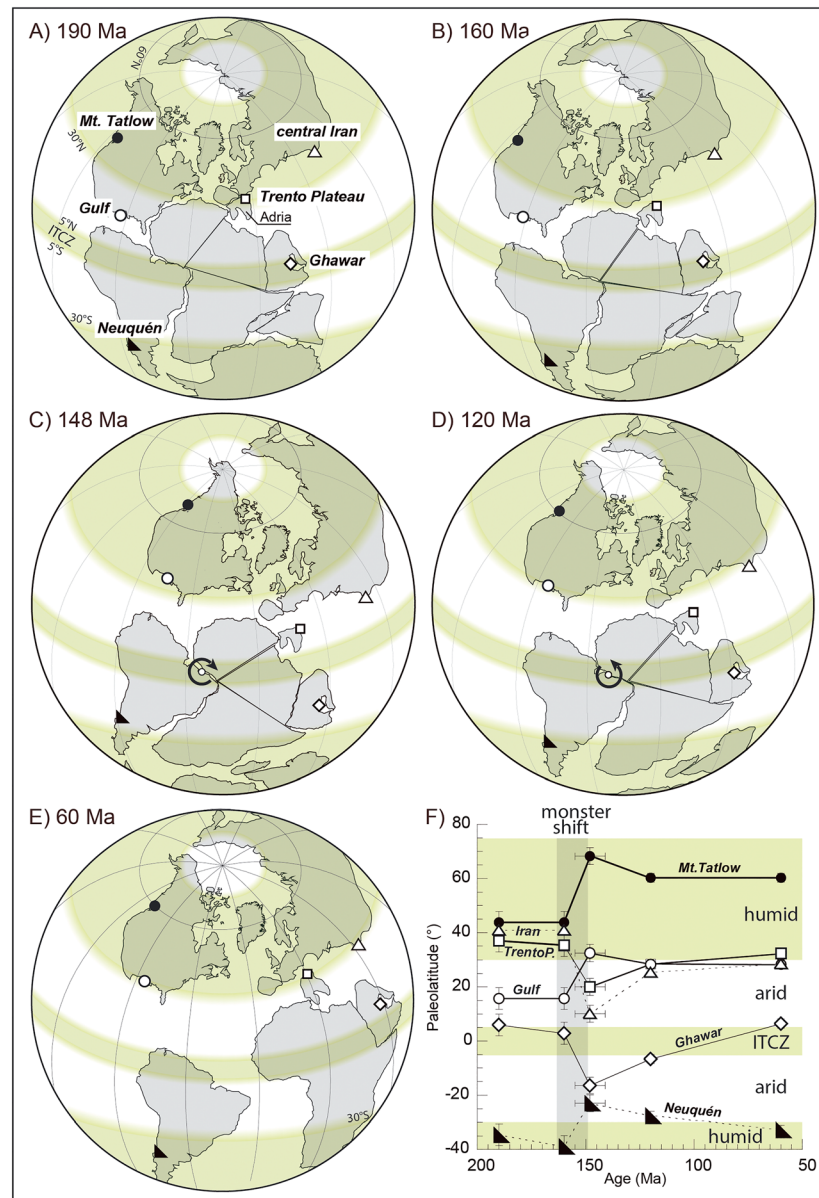 A) 190 Ma
60°N
Mt. Tatlow
central Iran
30°N
Gulf
Trento Plateau
Adria
5°N
ITCZ
5°S
Ghawar
30°S
Neuquén
B) 160 Ma
C) 148 Ma
D) 120 Ma
E) 60 Ma
30°S
F)
monster
shift
80
60
40
20
0
-20
-40
Paleolatitude (°)
Mt.Tatlow
humid
Iran
TrentoP.
Gulf
arid
Ghawar
ITCZ
arid
Neuquén
humid
200
150
100
50
Age (Ma)